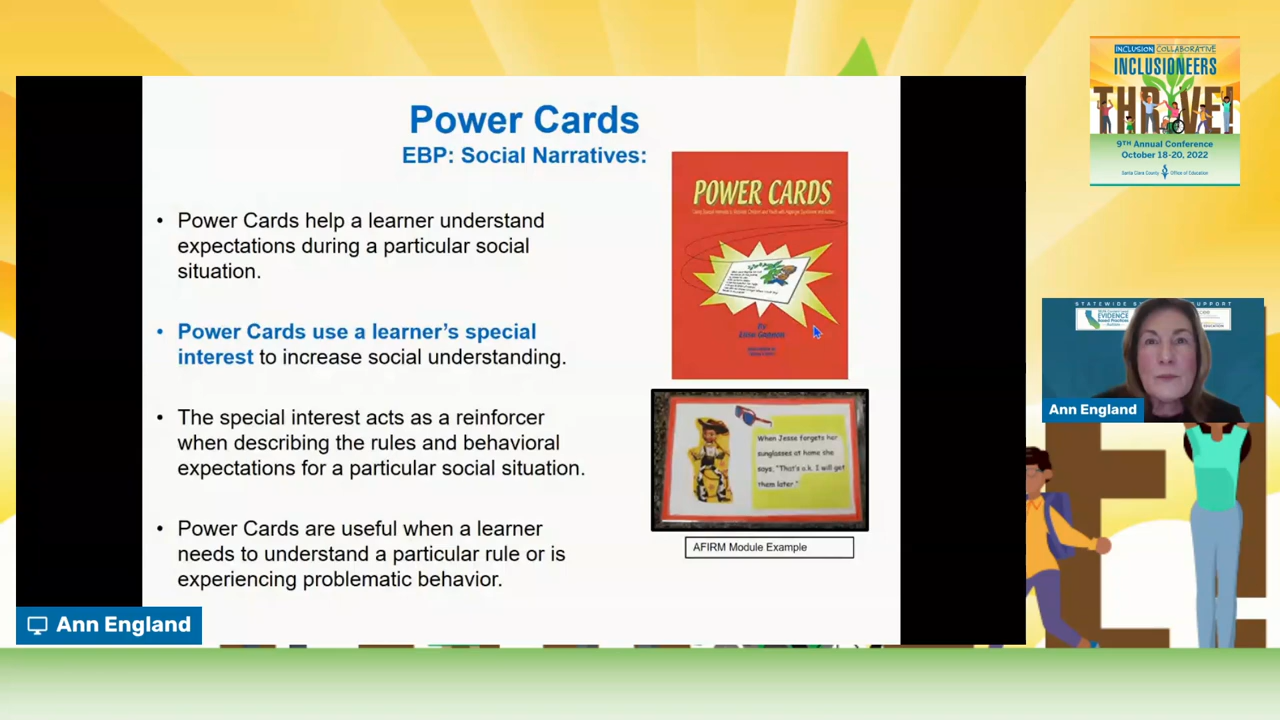 Power Cards
EBP: Social Narratives:
• Power Cards help a learner understand
expectations during a particular social
situation.
• Power Cards use a learner’s special
interest to increase social understanding.
• The special interest acts as a reinforcer
when describing the rules and behavioral
expectations for a particular social situation.
• Power Cards are useful when a learner
needs to understand a particular rule or is
experiencing problematic behavior.
POWER CARDS
By
When Jesse forgets her
sunglasses at home she
says, "That's o.k. I will get
them later."
AFIRM Module Example
Ann England
INCLUSION COLLABORATIVE
INCLUSIONEERS
THRIVE!
9TH Annual Conference
October 18-20, 2022
Santa Clara County Office of Education
EVIDENCE
Ann England